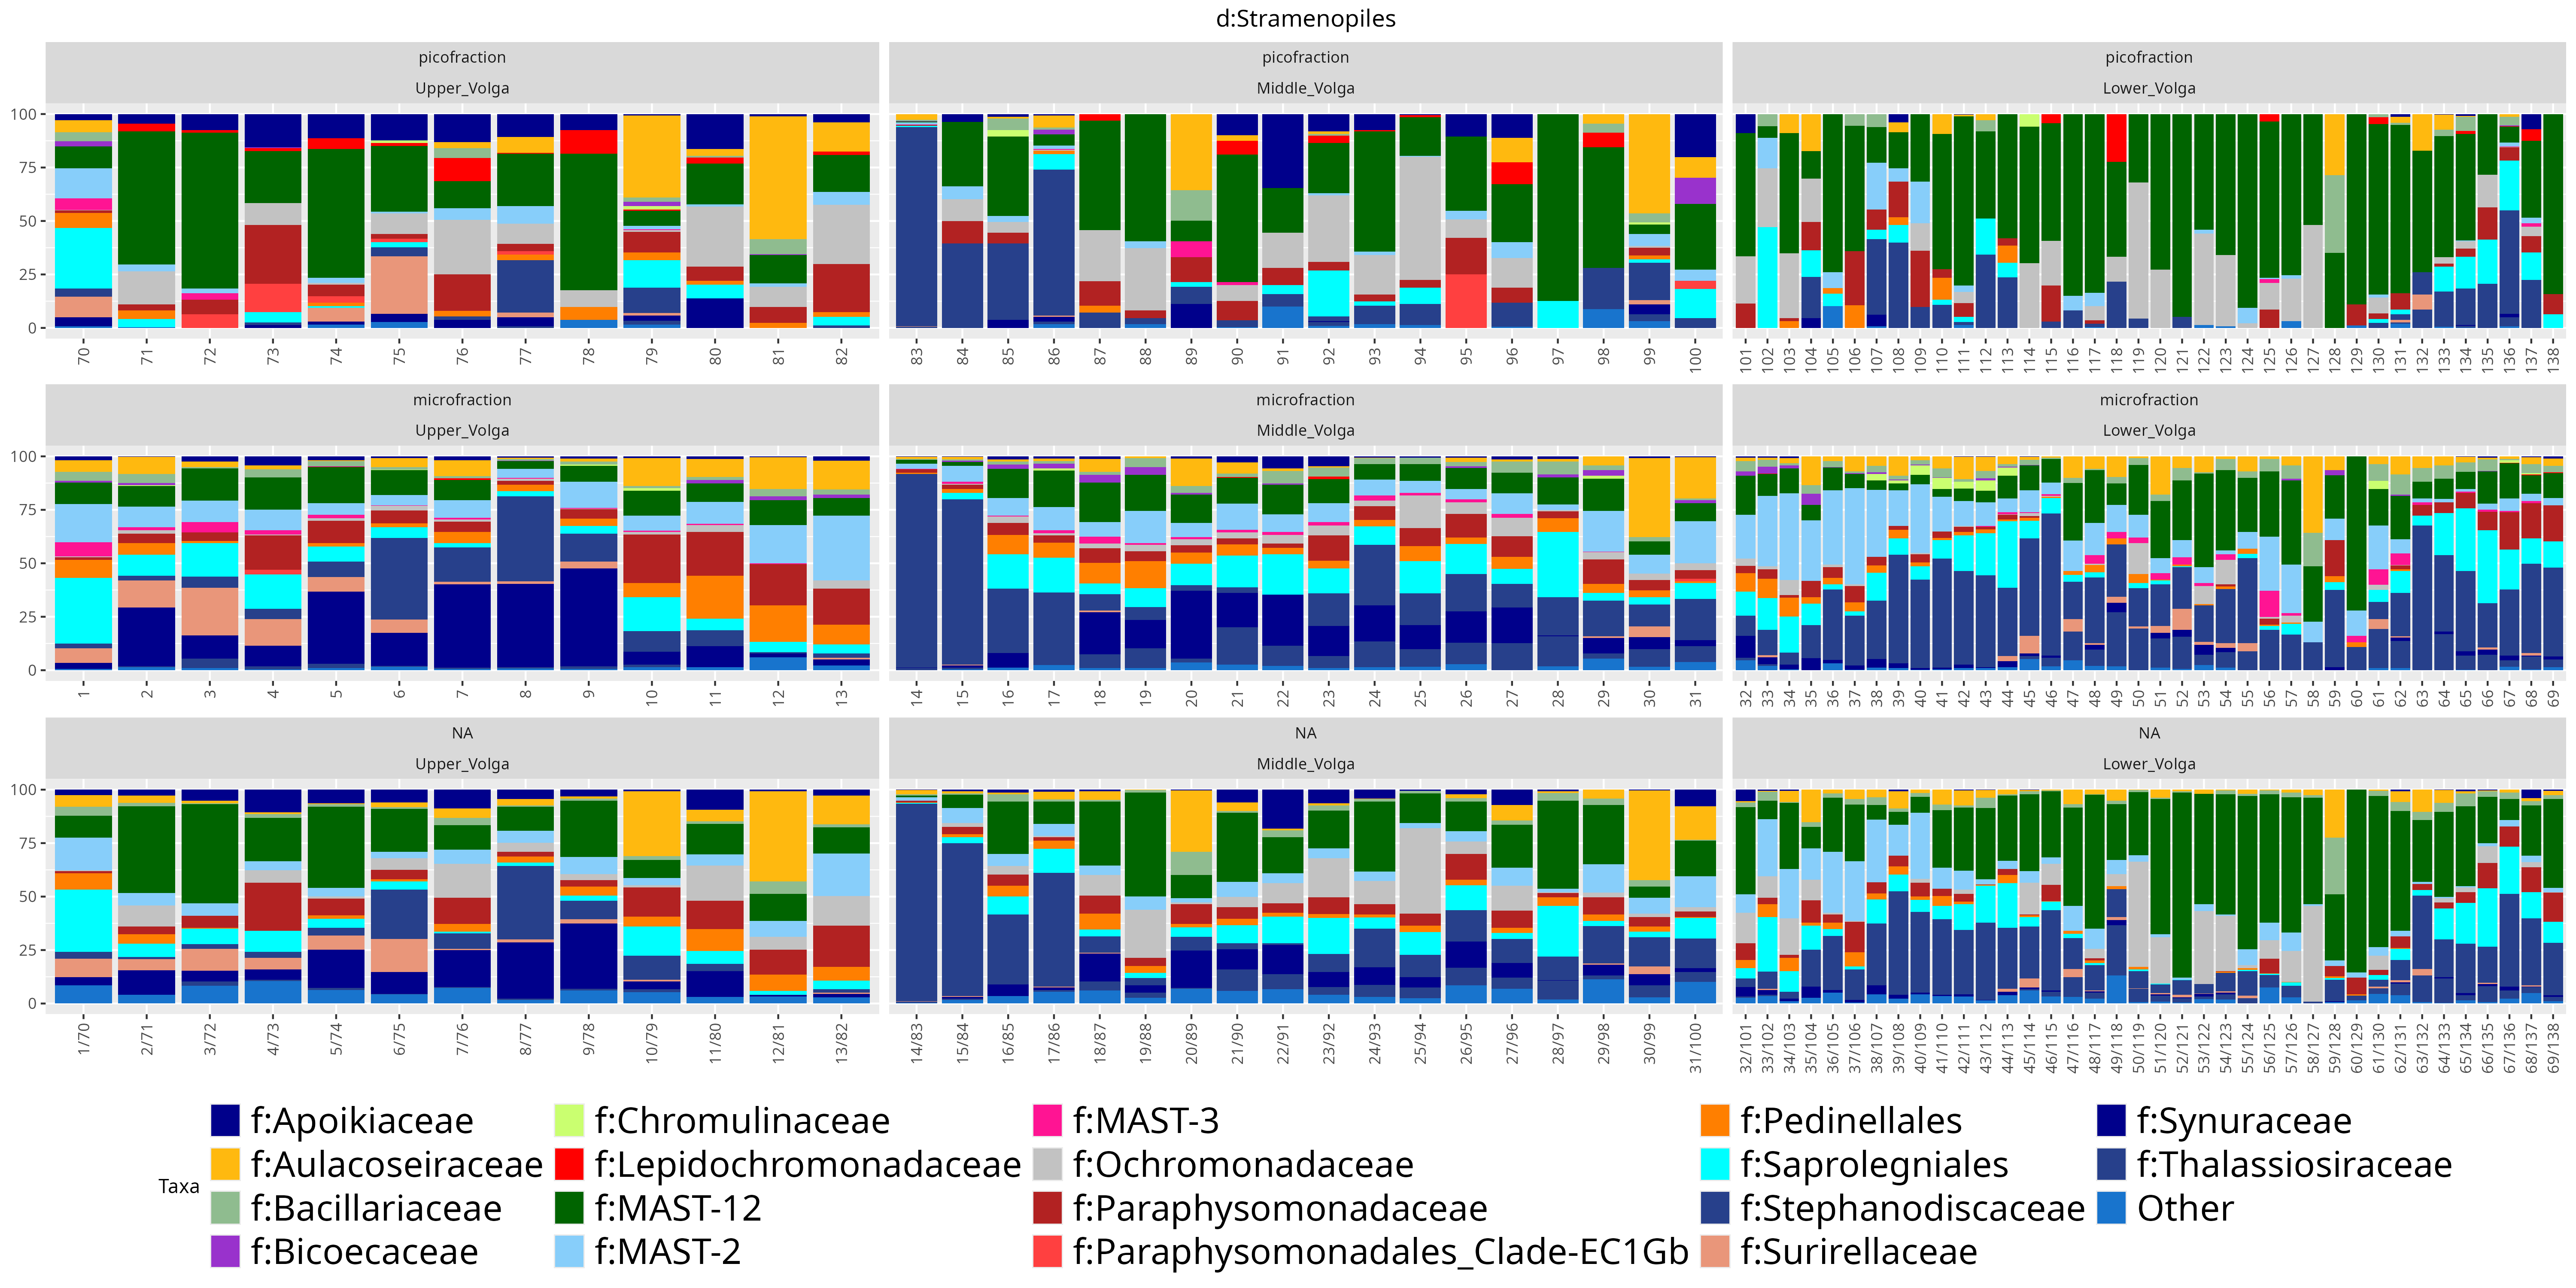 d:Stramenopiles
picofraction picofraction picofraction
Upper_Volga Middle_Volga Lower_Volga
100
75
50
25
0
70 71 72 73 74 75 76 77 78 79 80 81 82 83 84 85 86 87 88 89 90 91 92 93 94 95 96 97 98 99 100 101 102 103 104 105 106 107 108 109 110 111 112 113 114 115 116 117 118 119 120 121 122 123 124 125 126 127 128 129 130 131 132 133 134 135 136 137 138
microfraction microfraction microfraction
Upper_Volga Middle_Volga Lower_Volga
100
75
50
25
0
1 2 3 4 5 6 7 8 9 10 11 12 13 14 15 16 17 18 19 20 21 22 23 24 25 26 27 28 29 30 31 32 33 34 35 36 37 38 39 40 41 42 43 44 45 46 47 48 49 50 51 52 53 54 55 56 57 58 59 60 61 62 63 64 65 66 67 68 69
NA NA NA
Upper_Volga Middle_Volga Lower_Volga
100
75
50
25
0
1/70 2/71 3/72 4/73 5/74 6/75 7/76 8/77 9/78 10/79 11/80 12/81 13/82 14/83 15/84 16/85 17/86 18/87 19/88 20/89 21/90 22/91 23/92 24/93 25/94 26/95 27/96 28/97 29/98 30/99 31/100 32/101 33/102 34/103 35/104 36/105 37/106 38/107 39/108 40/109 41/110 42/111 43/112 44/113 45/114 46/115 47/116 48/117 49/118 50/119 51/120 52/121 53/122 54/123 55/124 56/125 57/126 58/127 59/128 60/129 61/130 62/131 63/132 64/133 65/134 66/135 67/136 68/137 69/138
f:Apoikiaceae f:Chromulinaceae f:MAST-3 f:Pedinellales f:Synuraceae
f:Aulacoseiraceae f:Lepidochromonadaceae f:Ochromonadaceae f:Saprolegniales f:Thalassiosiraceae
Taxa
f:Bacillariaceae f:MAST-12 f:Paraphysomonadaceae f:Stephanodiscaceae Other
f:Bicoecaceae f:MAST-2 f:Paraphysomonadales_Clade-EC1Gb f:Surirellaceae